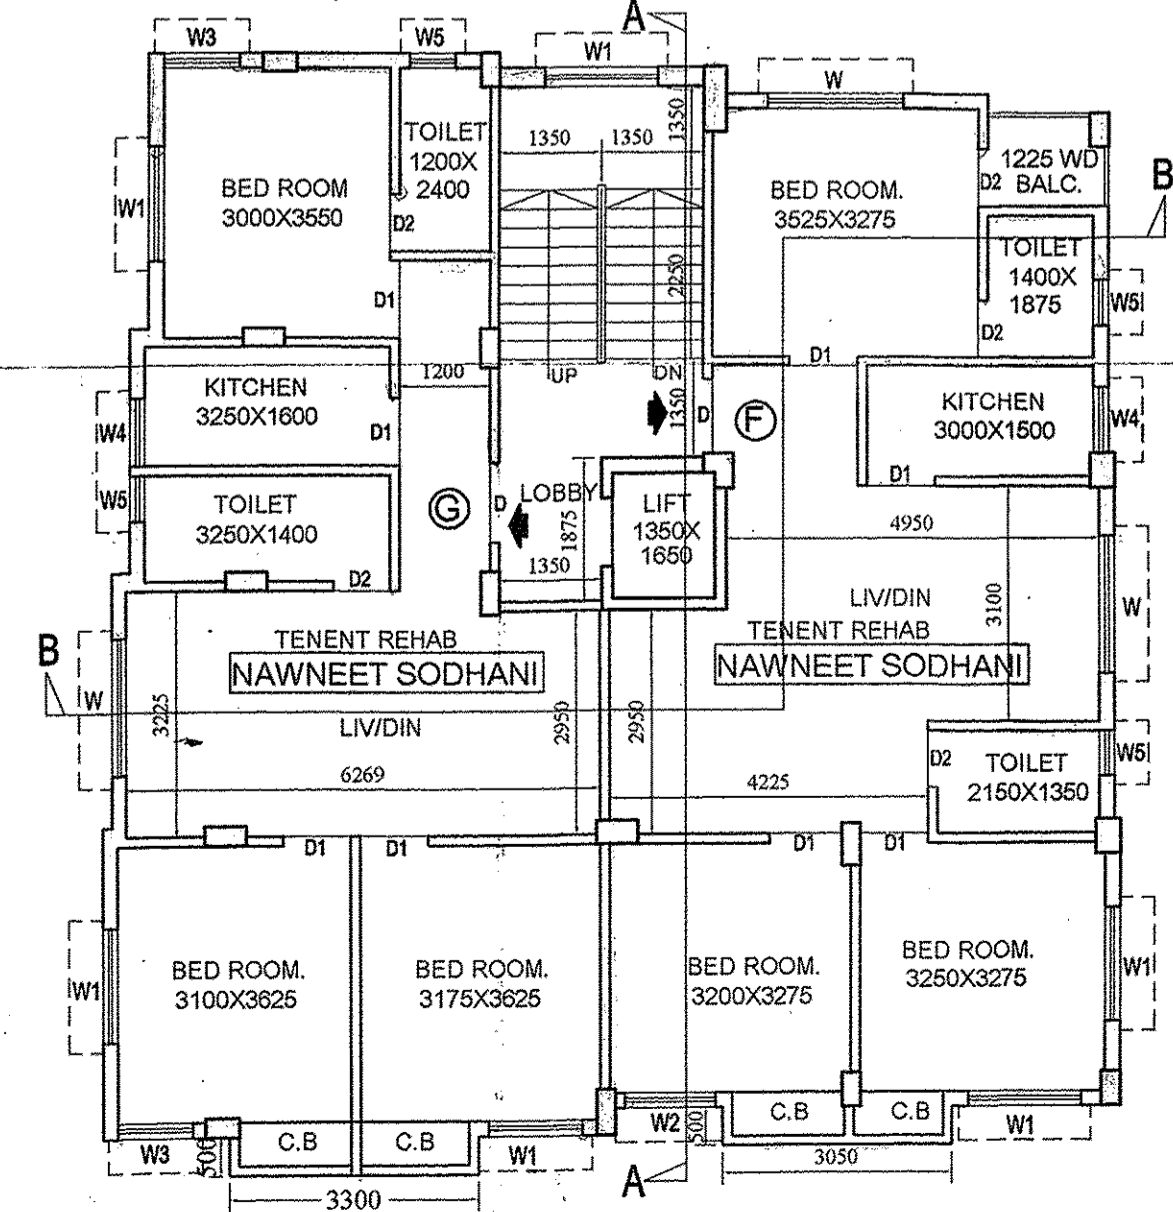 A
W3
W5
W1
W
1350
1350
1350
TOILET
1200X
2400
1225 WD
BALC.
D2
B
BED ROOM
3000X3550
BED ROOM.
3525X3275
W1
D2
TOILET
1400X
1875
2250
D1
W5
D2
D1
1200
UP
DN
KITCHEN
3250X1600
1350
D
F
KITCHEN
3000X1500
W4
D1
W4
D1
W5
TOILET
3250X1400
G
D
LOBBY
1875
LIFT
1350X
1650
4950
1350
D2
LIV/DIN
3100
W
TENENT REHAB
NAWNEET SODHANI
TENENT REHAB
NAWNEET SODHANI
B
W
3225
LIV/DIN
2950
2950
D2
TOILET
2150X1350
W5
6269
4225
D1
D1
D1
D1
BED ROOM.
3100X3625
BED ROOM.
3175X3625
BED ROOM.
3200X3275
BED ROOM.
3250X3275
W1
W1
C.B
C.B
W2
500
C.B
C.B
W1
W3
500
W1
A
3050
3300